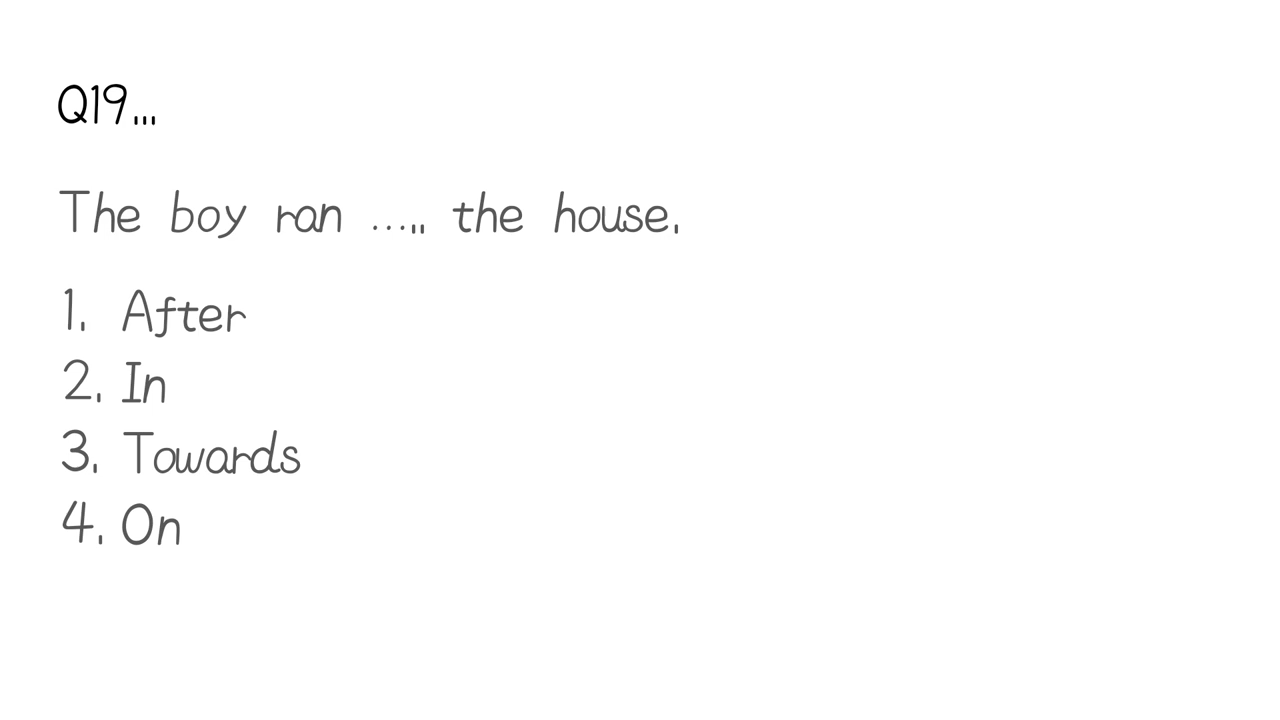 Q19...
The boy ran ..... the house.
1. After
2. In
3. Towards
4. On